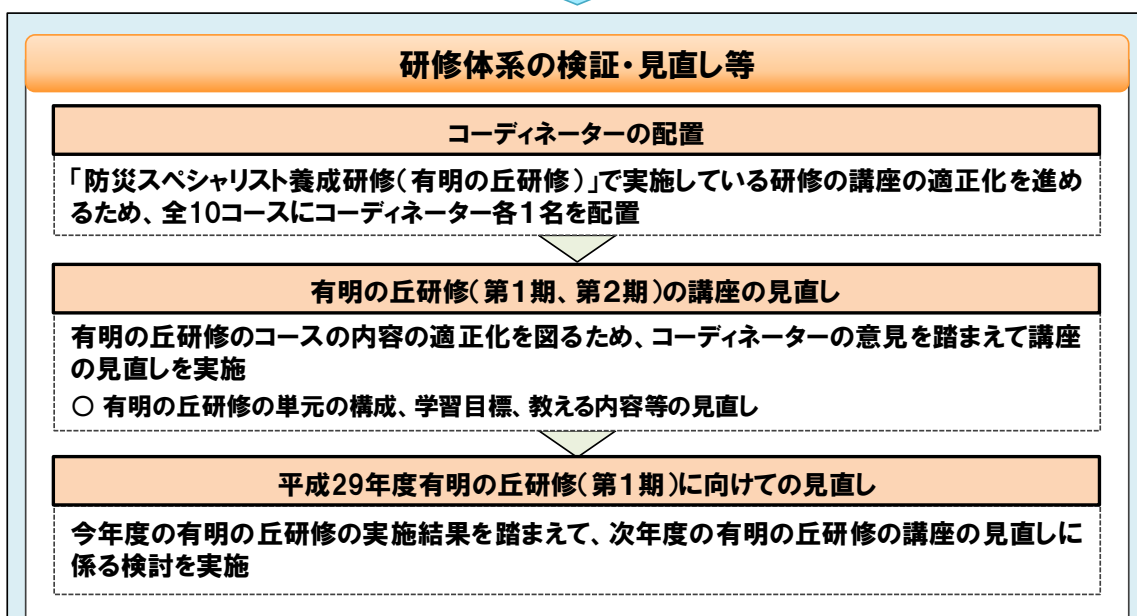 研修体系の検証・見直し等
コーディネーターの配置
「防災スペシャリスト養成研修(有明の丘研修)」で実施している研修の講座の適正化を進め
るため、全10コースにコーディネーター各1名を配置
有明の丘研修(第1期、第2期)の講座の見直し
有明の丘研修のコースの内容の適正化を図るため、コーディネーターの意見を踏まえて講座
の見直しを実施
○ 有明の丘研修の単元の構成、学習目標、教える内容等の見直し
平成29年度有明の丘研修(第1期)に向けての見直し
今年度の有明の丘研修の実施結果を踏まえて、次年度の有明の丘研修の講座の見直しに
係る検討を実施